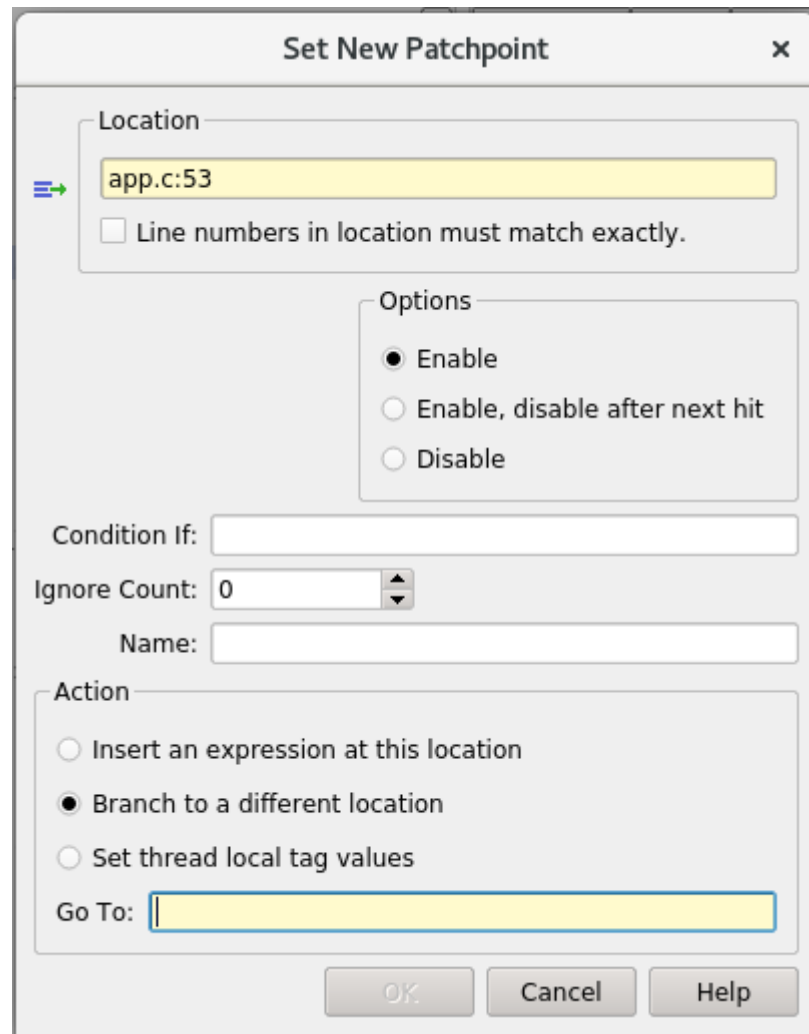 Set New Patchpoint
Location
app.c:53
Line numbers in location must match exactly.
Options
Enable
Enable, disable after next hit
Disable
Condition If:
Ignore Count: 0
Name:
Action
Insert an expression at this location
Branch to a different location
Set thread local tag values
Go To:
OK Cancel Help